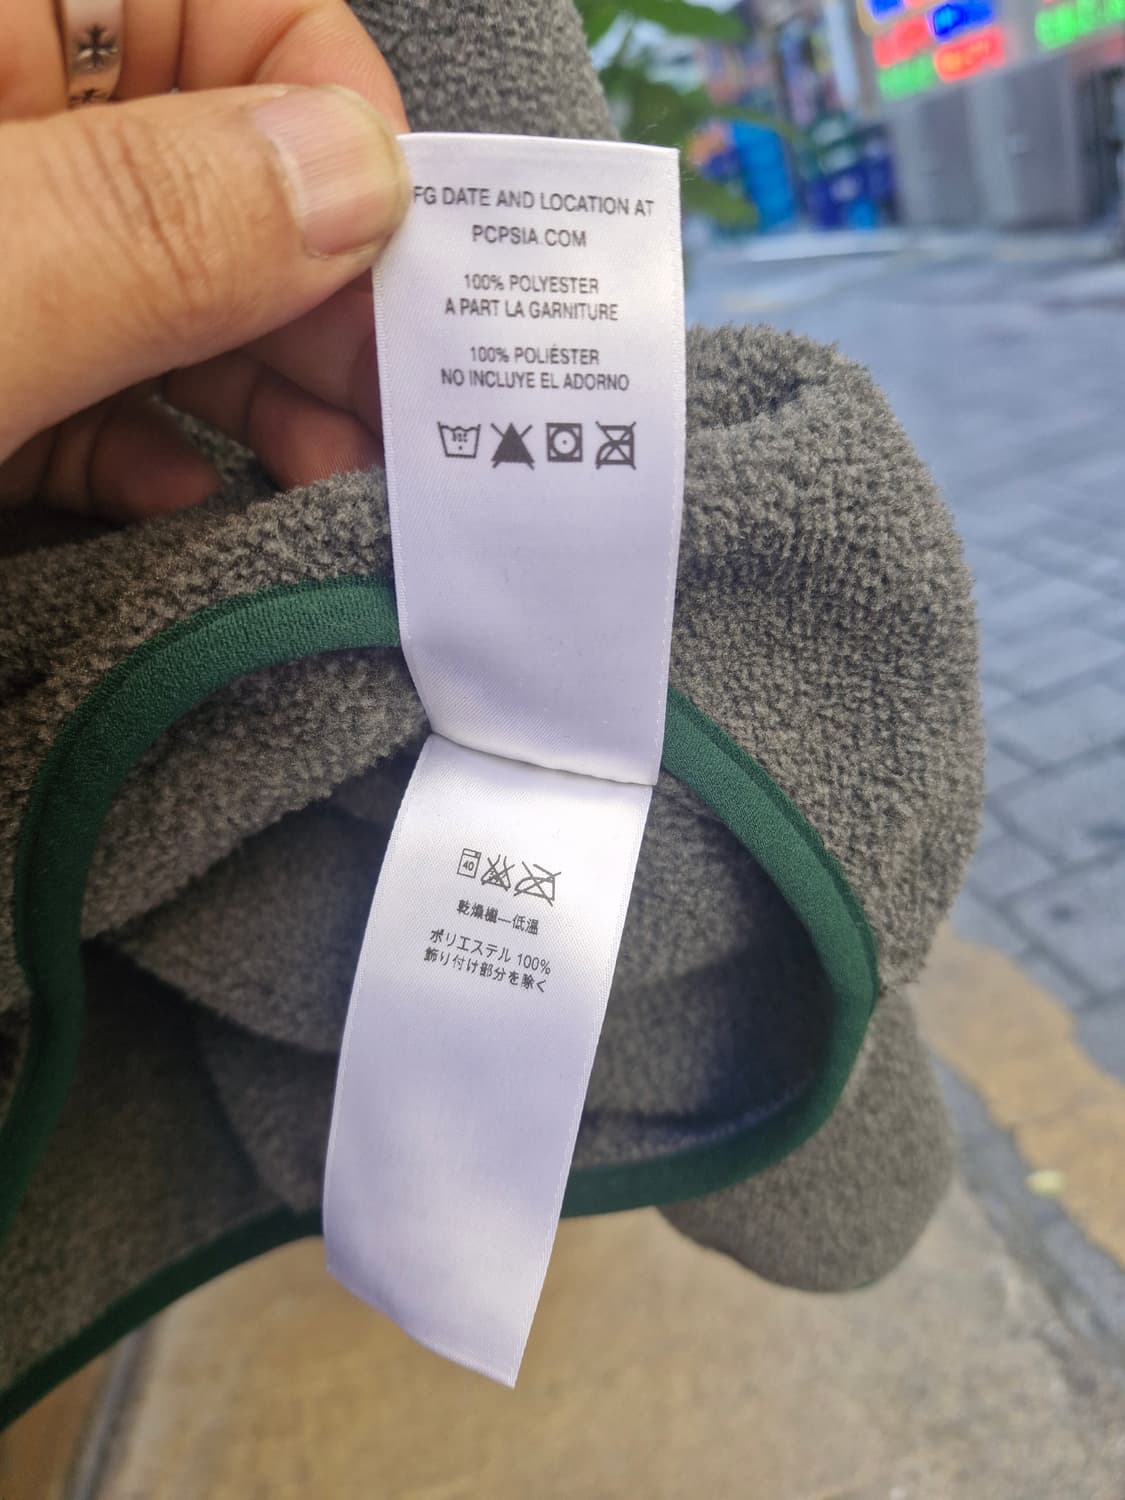 FG DATE AND LOCATION AT
PCPSIA.COM
100% POLYESTER
A PART LA GARNITURE
100% POLIÉSTER
NO INCLUYE EL ADORNO
40
乾燥機—低温
ポリエステル 100%
飾り付け部分を除く